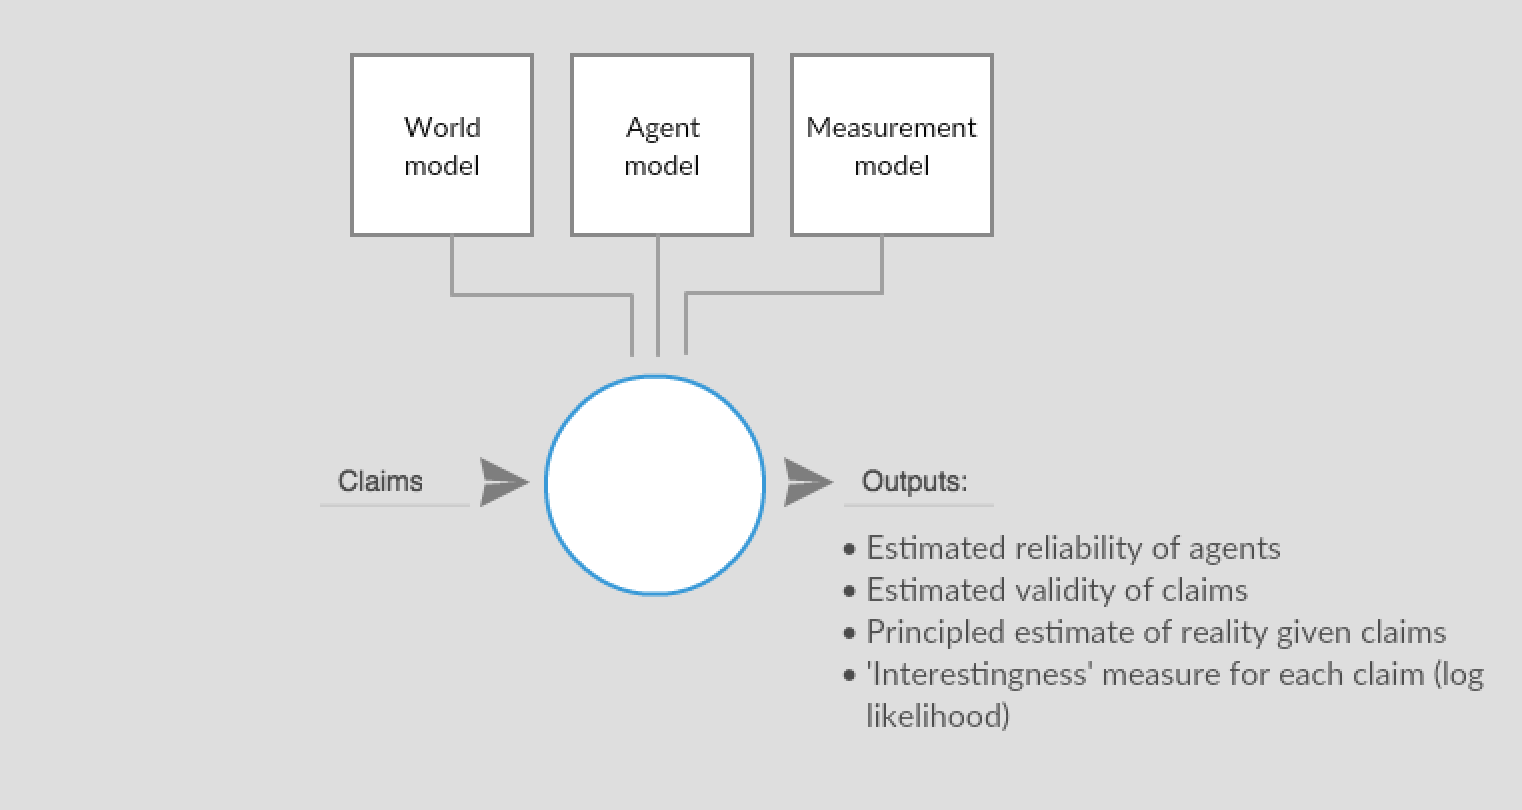 World
model
Agent
model
Measurement
model
Claims
Outputs:
• Estimated reliability of agents
• Estimated validity of claims
• Principled estimate of reality given claims
• 'Interestingness' measure for each claim (log
likelihood)